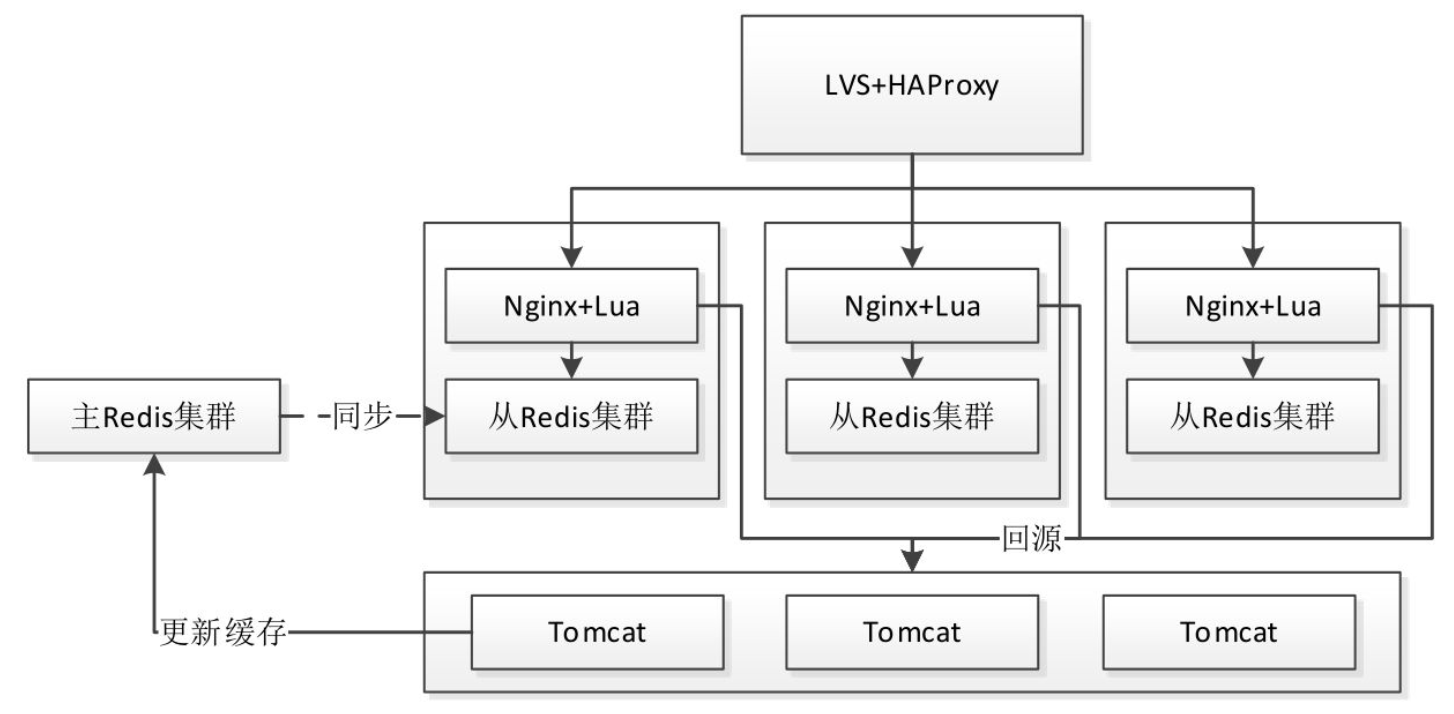 LVS+HAProxy
Nginx+Lua
Nginx+Lua
Nginx+Lua
主Redis集群
同步
从Redis集群
从Redis集群
从Redis集群
回源
更新缓存
Tomcat
Tomcat
Tomcat